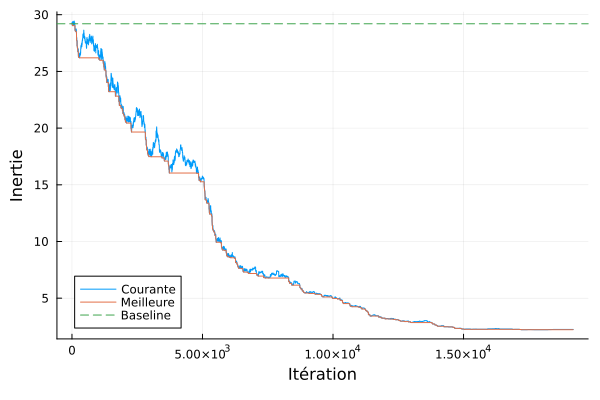 30
25
20
15
10
5
Inertie
Courante
Meilleure
Baseline
0 5.00×10³ 1.00×10⁴ 1.50×10⁴
Itération